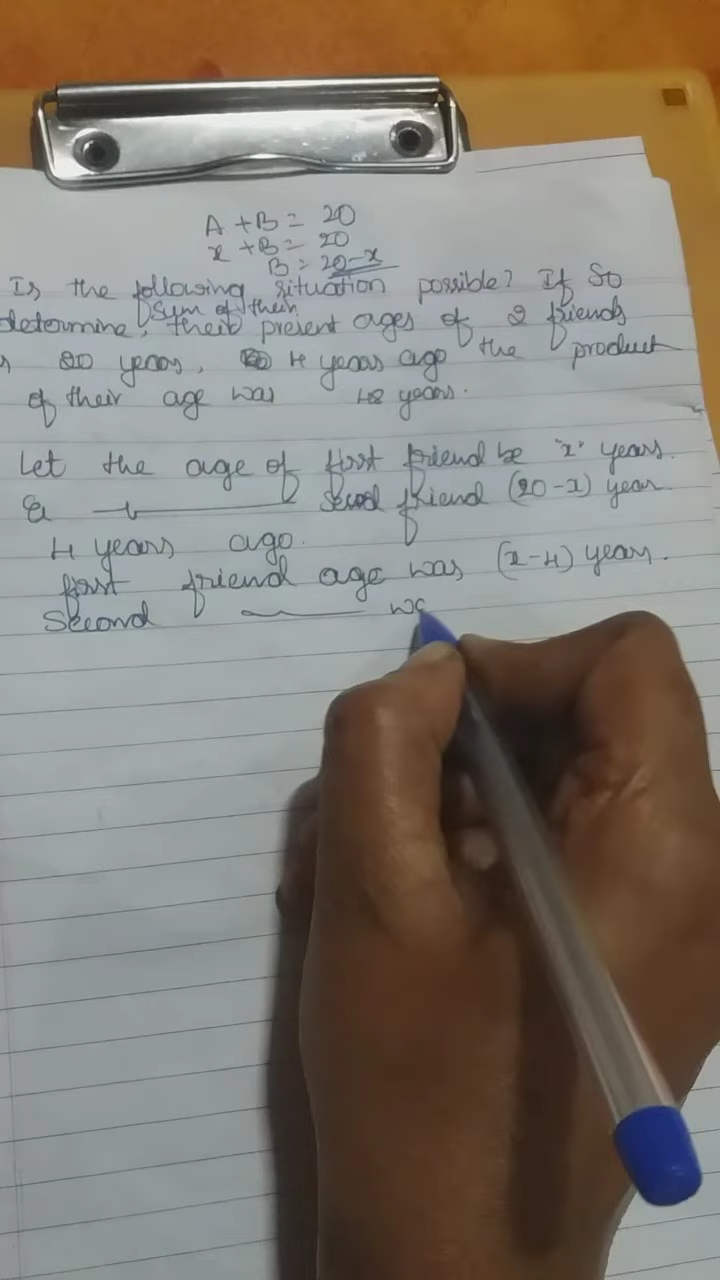 A + B = 20
x + B = 20
B = 20-x
Is the following situation possible? If So
Sum of their
determine, their present ages of 2 friends
20 years, 4 years ago the product
of their age was 48 years.
Let the age of first friend be "x" years.
& second friend (20-x) year
4 years ago.
first friend age was (x-4) years.
Second wa